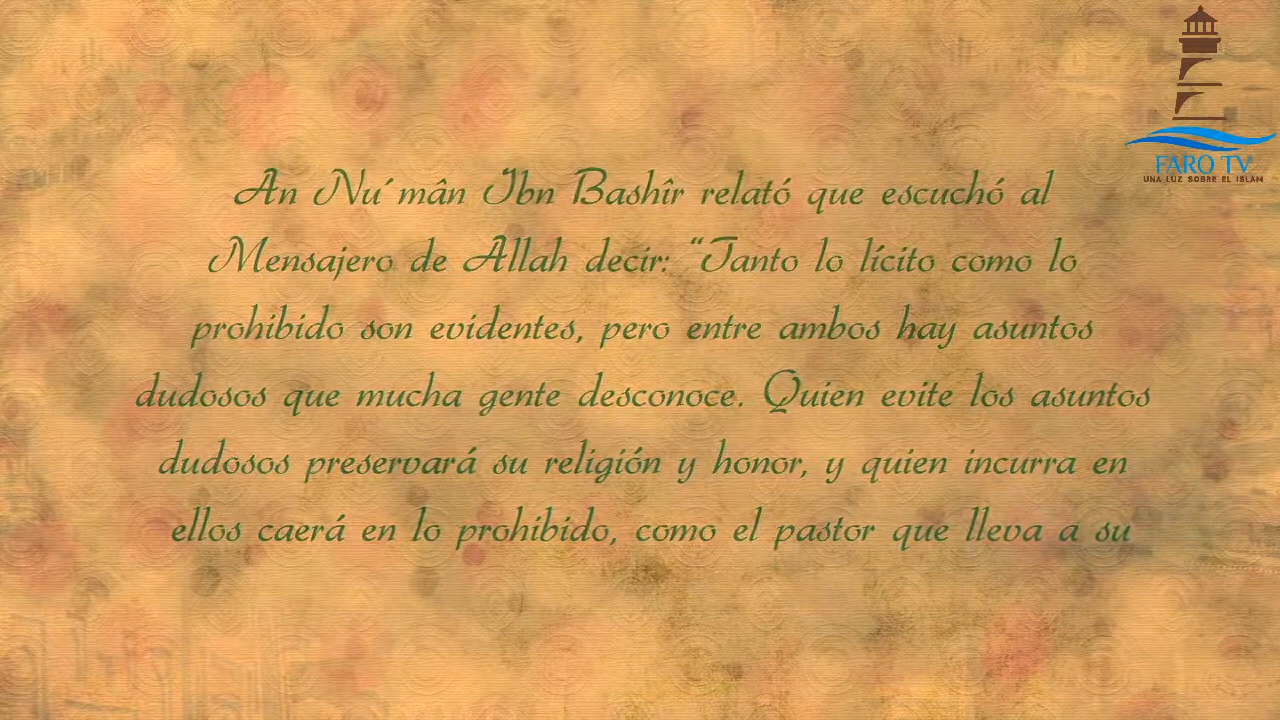 FARO TV
UNA LUZ SOBRE EL ISLAM
An Nu´mân Ibn Bashîr relató que escuchó al
Mensajero de Allah decir: “Tanto lo lícito como lo
prohibido son evidentes, pero entre ambos hay asuntos
dudosos que mucha gente desconoce. Quien evite los asuntos
dudosos preservará su religión y honor, y quien incurra en
ellos caerá en lo prohibido, como el pastor que lleva a su